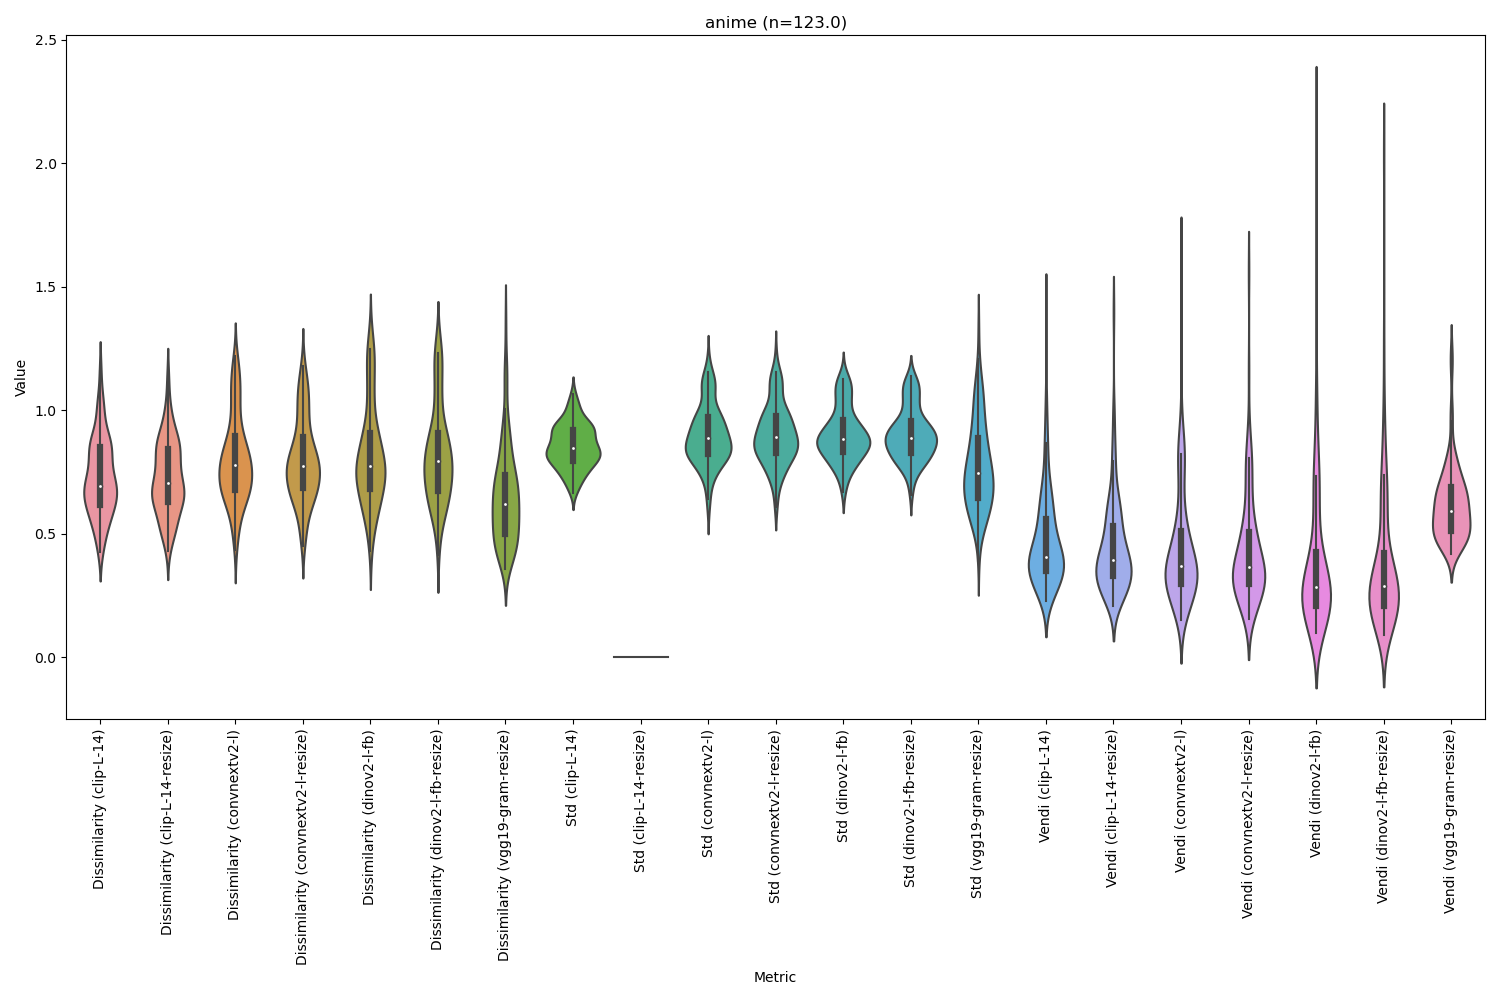 anime (n=123.0)
2.5
2.0
1.5
1.0
0.5
0.0
Value
Dissimilarity (clip-L-14)
Dissimilarity (clip-L-14-resize)
Dissimilarity (convnextv2-l)
Dissimilarity (convnextv2-l-resize)
Dissimilarity (dinov2-l-fb)
Dissimilarity (dinov2-l-fb-resize)
Dissimilarity (vgg19-gram-resize)
Std (clip-L-14)
Std (clip-L-14-resize)
Std (convnextv2-l)
Std (convnextv2-l-resize)
Std (dinov2-l-fb)
Std (dinov2-l-fb-resize)
Std (vgg19-gram-resize)
Vendi (clip-L-14)
Vendi (clip-L-14-resize)
Vendi (convnextv2-l)
Vendi (convnextv2-l-resize)
Vendi (dinov2-l-fb)
Vendi (dinov2-l-fb-resize)
Vendi (vgg19-gram-resize)
Metric